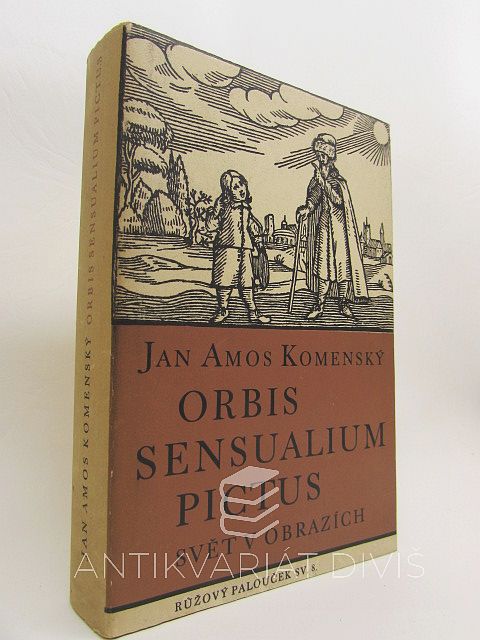 JAN AMOS KOMENSKÝ ORBIS SENSUALIUM PICTUS
JAN AMOS KOMENSKÝ
ORBIS
SENSUALIUM
PICTUS
SVĚT V OBRAZÍCH
ANTIKVARIÁT DIVIŠ
RŮŽOVÝ PALOUČEK SV. 8.